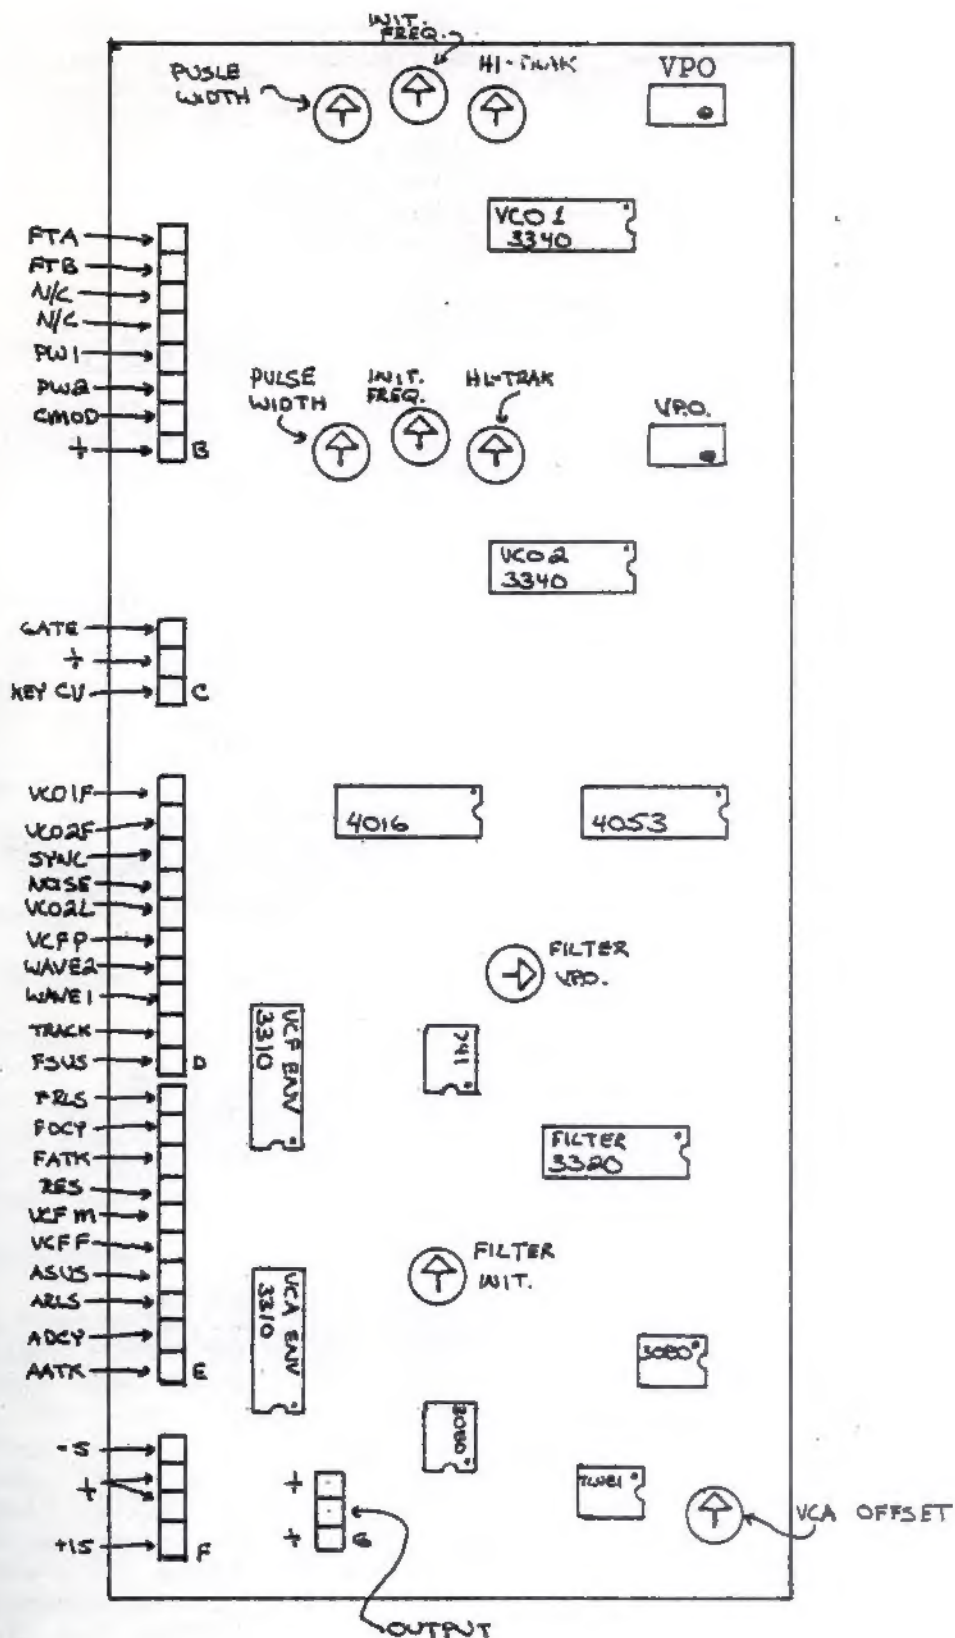 INIT.
FREQ.
PUSLE
WIDTH
HI-TRAK
VPO
VCO 1
3340
FTA
FTB
N/C
N/C
PW1
PW2
CMOD
B
PULSE
WIDTH
INIT.
FREQ.
HI-TRAK
V.P.O.
VCO 2
3340
GATE
KEY CV
C
VCO1F
VCO2F
SYNC
NOISE
VCO2L
VCFP
WAVE2
WAVE1
TRACK
FSUS
D
4016
4053
FILTER
V.P.O.
VCF ENV
3310
741
FRLS
FDCY
FATK
RES
VCF M
VCF F
ASUS
ARLS
ADCY
AATK
E
FILTER
3320
FILTER
INIT.
VCA ENV
3310
3080
3080
TL081
-5
+15
F
G
VCA OFFSET
OUTPUT